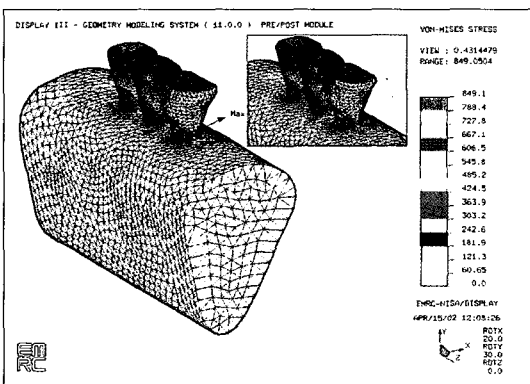 DISPLAY III - GEOMETRY MODELING SYSTEM ( 11.0.0 ) PRE/POST MODULE
VON-MISES STRESS
VIEW : 0.4314479
RANGE: 849.0504
Max
849.1
788.4
727.8
667.1
606.5
545.8
485.2
424.5
363.9
303.2
242.6
181.9
121.3
60.65
0.0
EMRC-NISA/DISPLAY
APR/15/02 12:05:26
Y
X
Z
ROTX
20.0
ROTY
30.0
ROTZ
0.0
EMRC